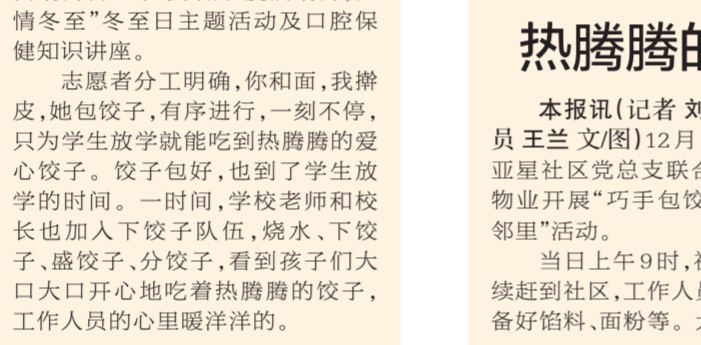 情冬至”冬至日主题活动及口腔保
健知识讲座。
志愿者分工明确,你和面,我擀
皮,她包饺子,有序进行,一刻不停,
只为学生放学就能吃到热腾腾的爱
心饺子。饺子包好,也到了学生放
学的时间。一时间,学校老师和校
长也加入下饺子队伍,烧水、下饺
子、盛饺子、分饺子,看到孩子们大
口大口开心地吃着热腾腾的饺子,
工作人员的心里暖洋洋的。
热腾腾的
本报讯(记者 刘
员 王兰 文/图)12月
亚星社区党总支联合
物业开展“巧手包饺
邻里”活动。
当日上午9时,社
续赶到社区,工作人员
备好馅料、面粉等。大